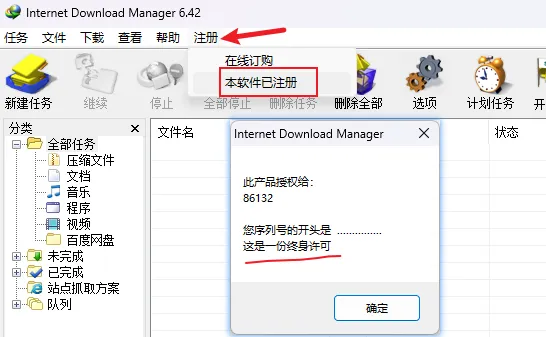 Internet Download Manager 6.42
任务 文件 下载 查看 帮助 注册
在线订购
本软件已注册
新建任务 继续 停止 全部停止 删除任务 删除全部 选项 计划任务 开
分类
全部任务
压缩文件
文档
音乐
程序
视频
百度网盘
未完成
已完成
站点抓取方案
队列
文件名 状态
Internet Download Manager
此产品授权给：
86132
您序列号的开头是 ...............
这是一份终身许可
确定